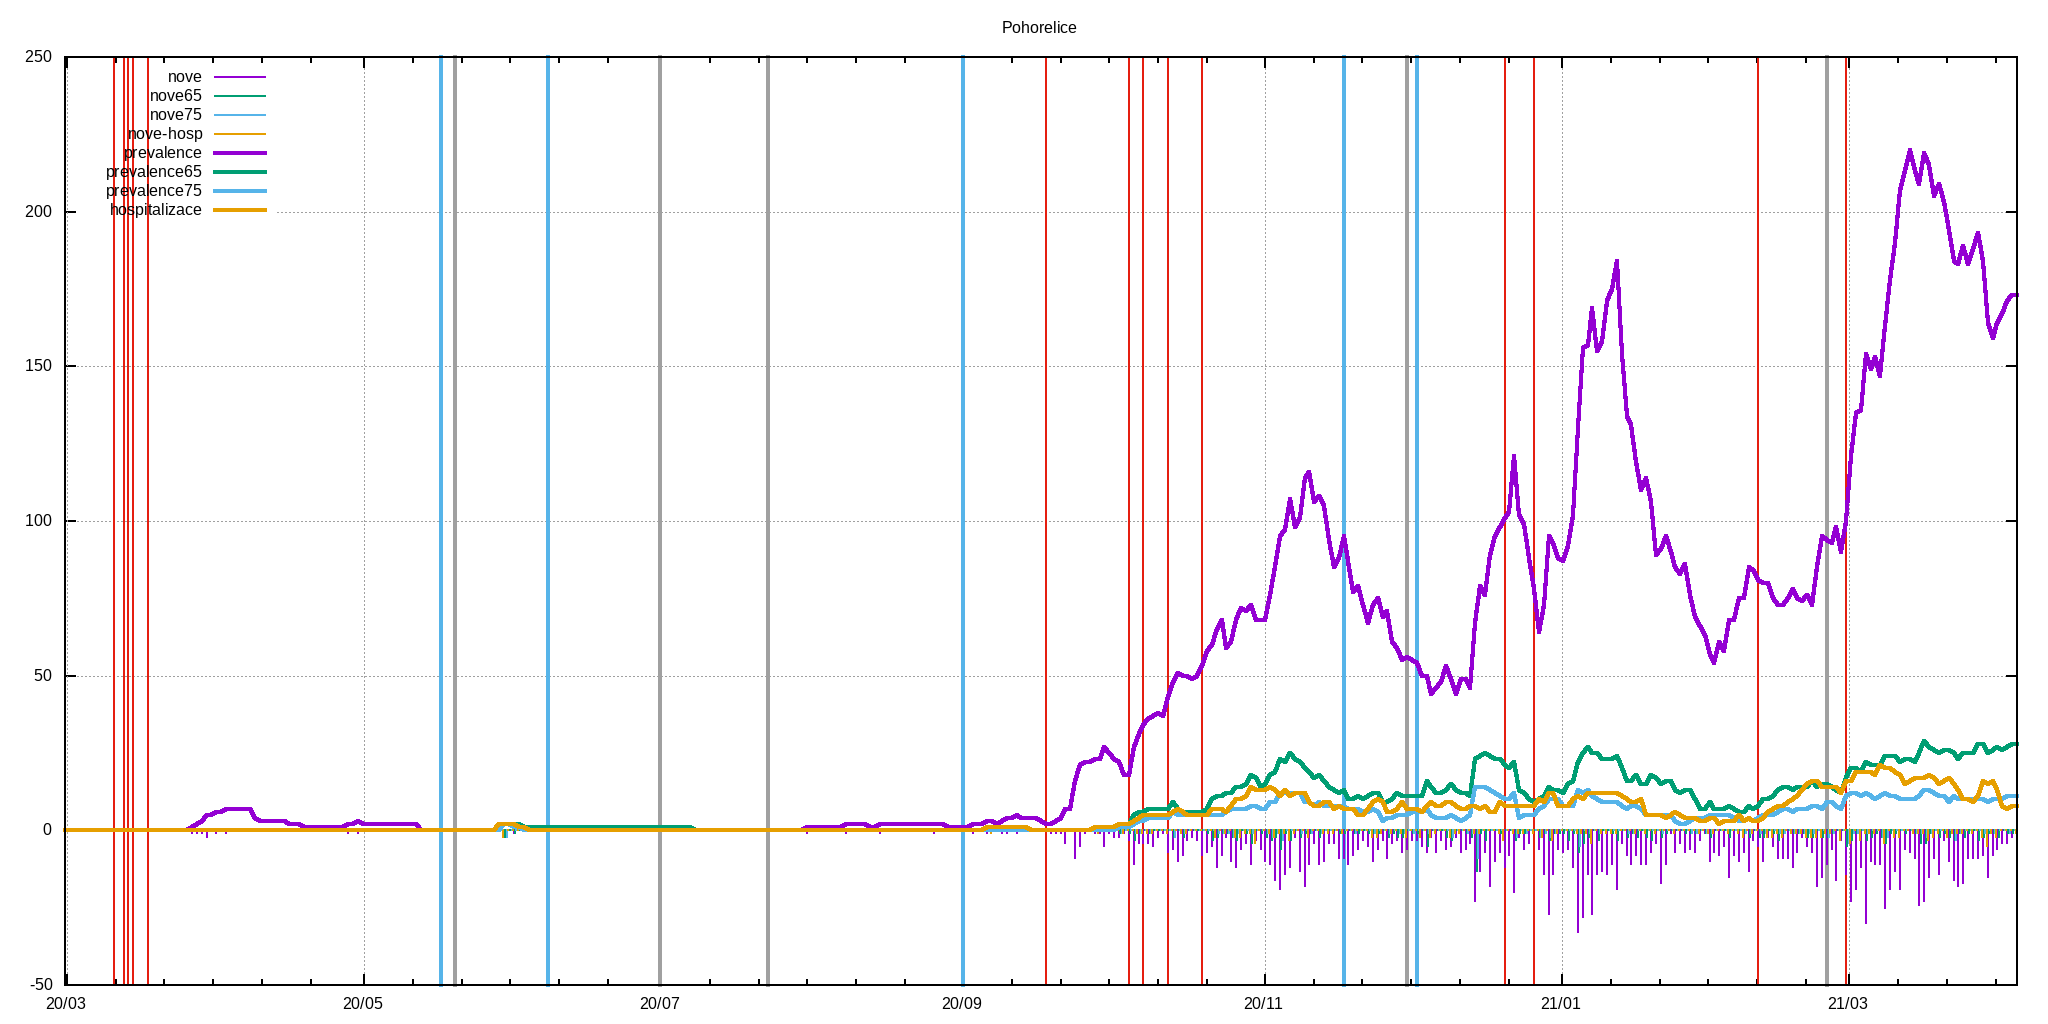 Pohorelice
250
200
150
100
50
0
-50
nove
nove65
nove75
nove-hosp
prevalence
prevalence65
prevalence75
hospitalizace
20/03 20/05 20/07 20/09 20/11 21/01 21/03